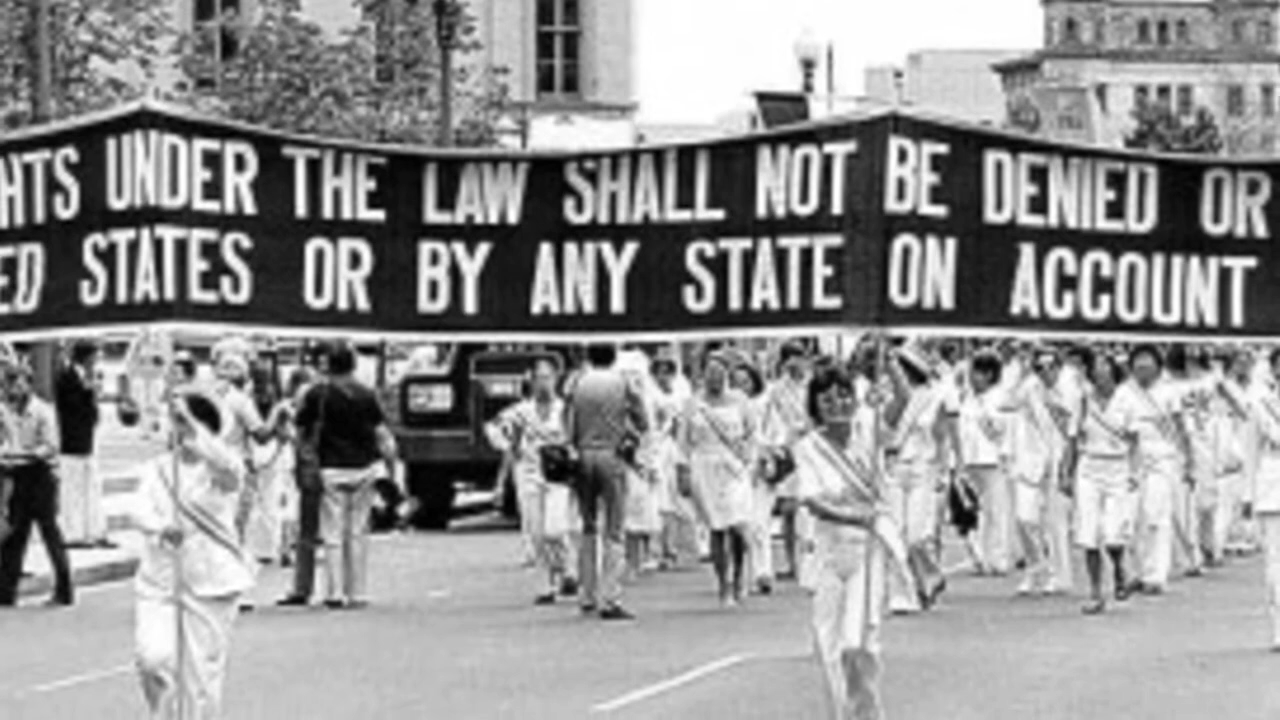 HTS UNDER THE LAW SHALL NOT BE DENIED OR
ED STATES OR BY ANY STATE ON ACCOUNT